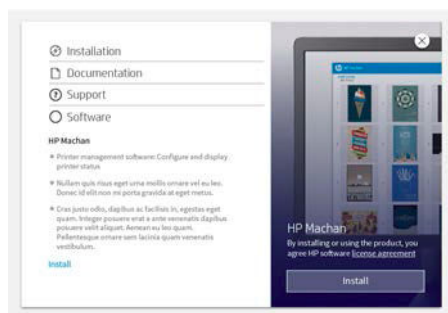 Installation
Documentation
Support
Software
HP Machan
Printer management software: Configure and display
printer status
Nullam quis risus eget urna mollis ornare vel eu leo.
Donec id elit non mi porta gravida at eget metus.
Cras justo odio, dapibus ac facilisis in, egestas eget
quam. Integer posuere erat a ante venenatis dapibus
posuere velit aliquet. Aenean eu leo quam.
Pellentesque ornare sem lacinia quam venenatis
vestibulum.
Install
HP Machan
By installing or using the product, you
agree HP software license agreement
Install